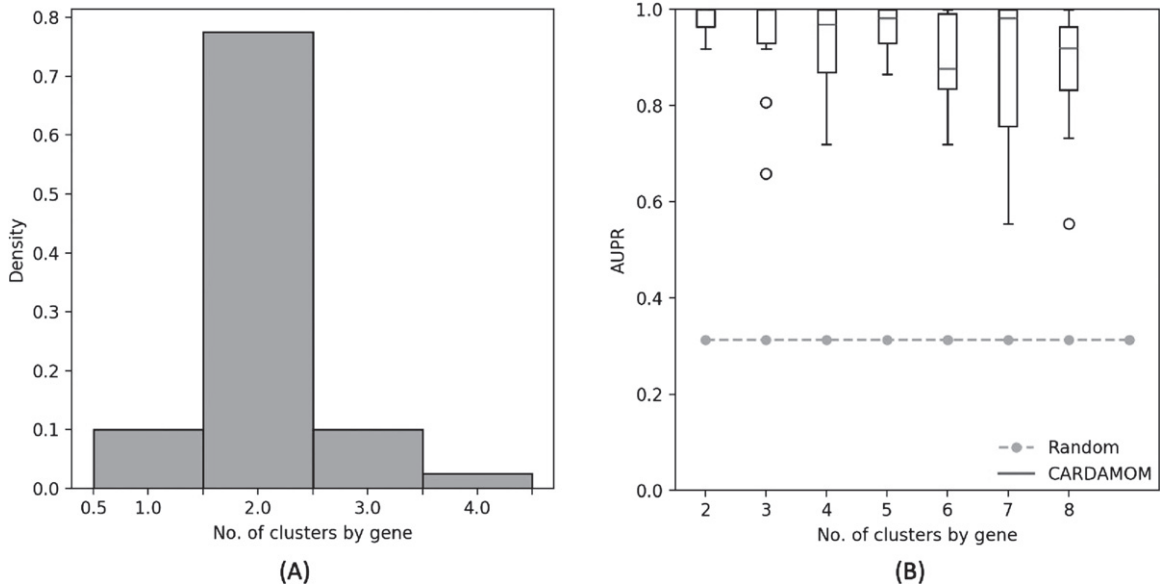 0.8
0.7
0.6
0.5
0.4
0.3
0.2
0.1
0.0
Density
0.5 1.0 2.0 3.0 4.0
No. of clusters by gene
(A)
1.0
0.8
0.6
0.4
0.2
0.0
AUPR
Random
CARDAMOM
2 3 4 5 6 7 8
No. of clusters by gene
(B)